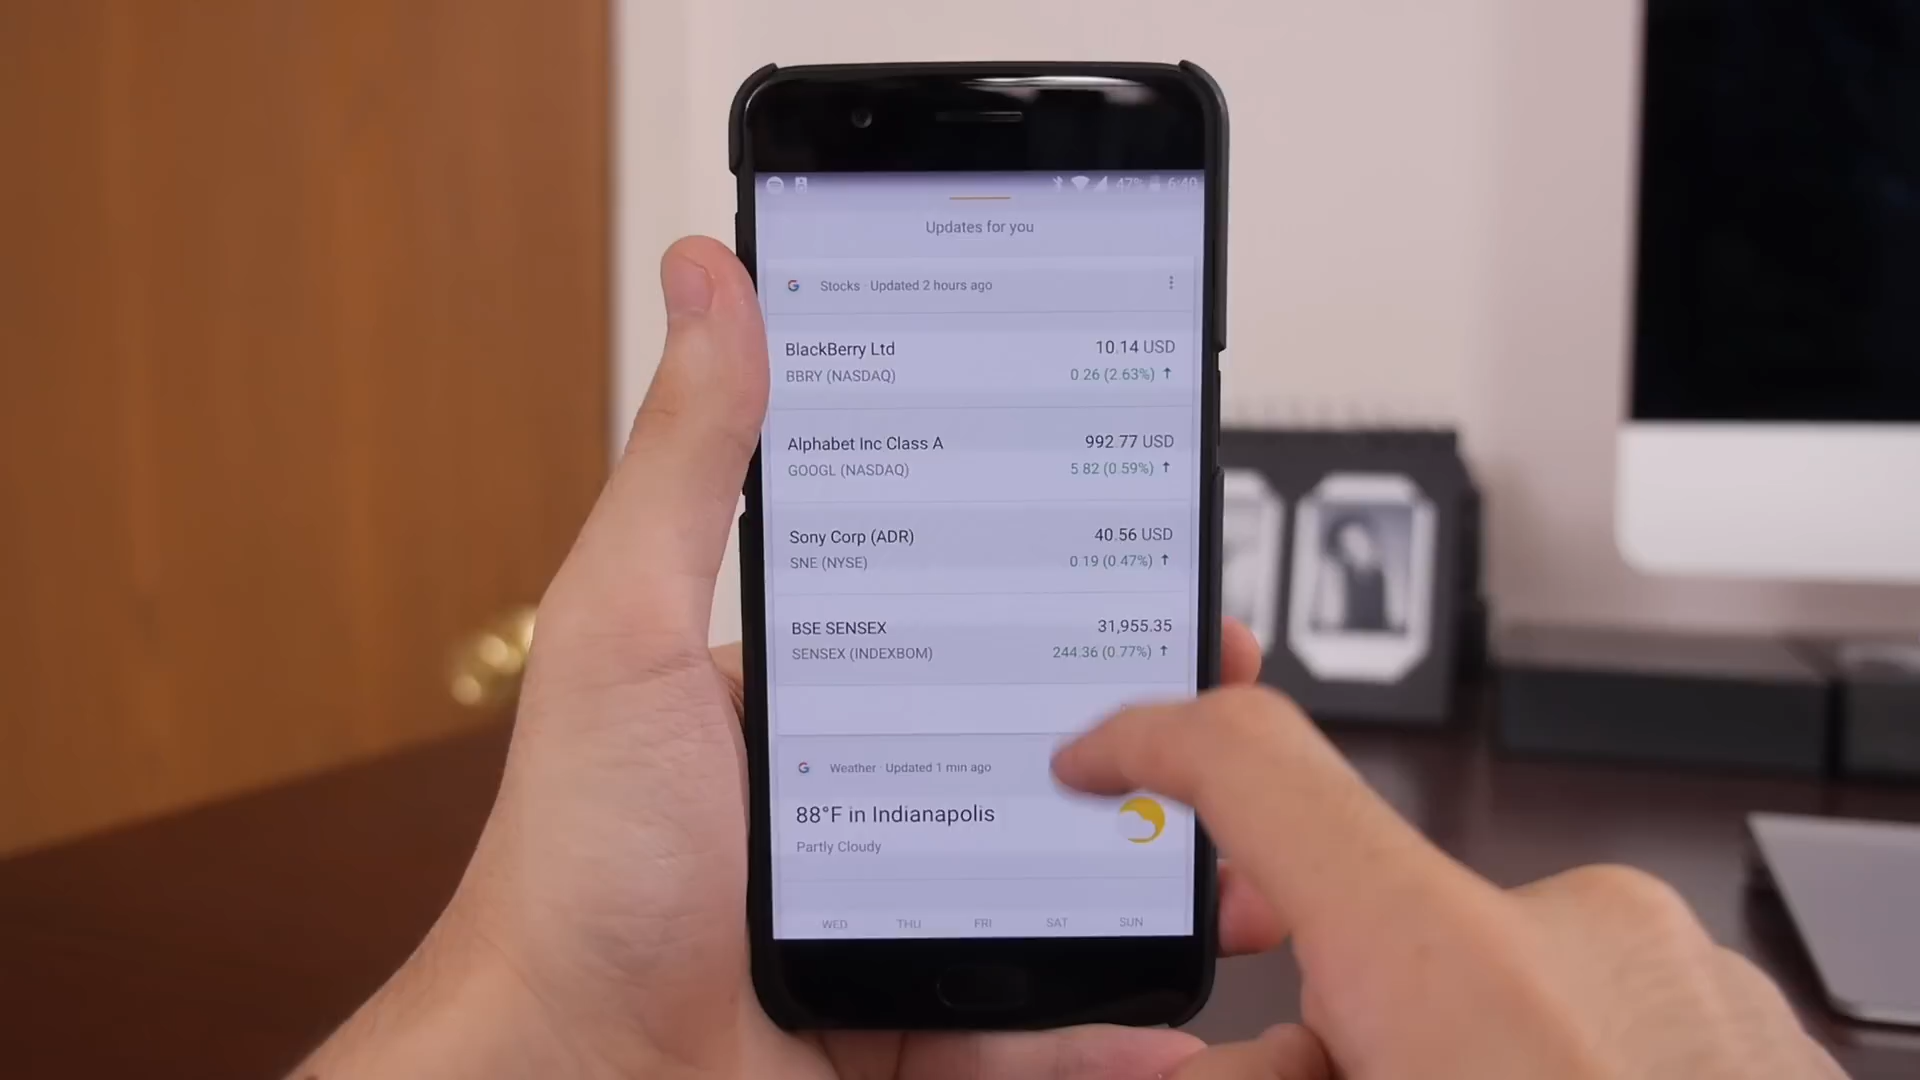 47% 6:40
Updates for you
Stocks · Updated 2 hours ago
BlackBerry Ltd 10.14 USD
BBRY (NASDAQ) 0.26 (2.63%) ↑
Alphabet Inc Class A 992.77 USD
GOOGL (NASDAQ) 5.82 (0.59%) ↑
Sony Corp (ADR) 40.56 USD
SNE (NYSE) 0.19 (0.47%) ↑
BSE SENSEX 31,955.35
SENSEX (INDEXBOM) 244.36 (0.77%) ↑
Weather · Updated 1 min ago
88°F in Indianapolis
Partly Cloudy
WED THU FRI SAT SUN